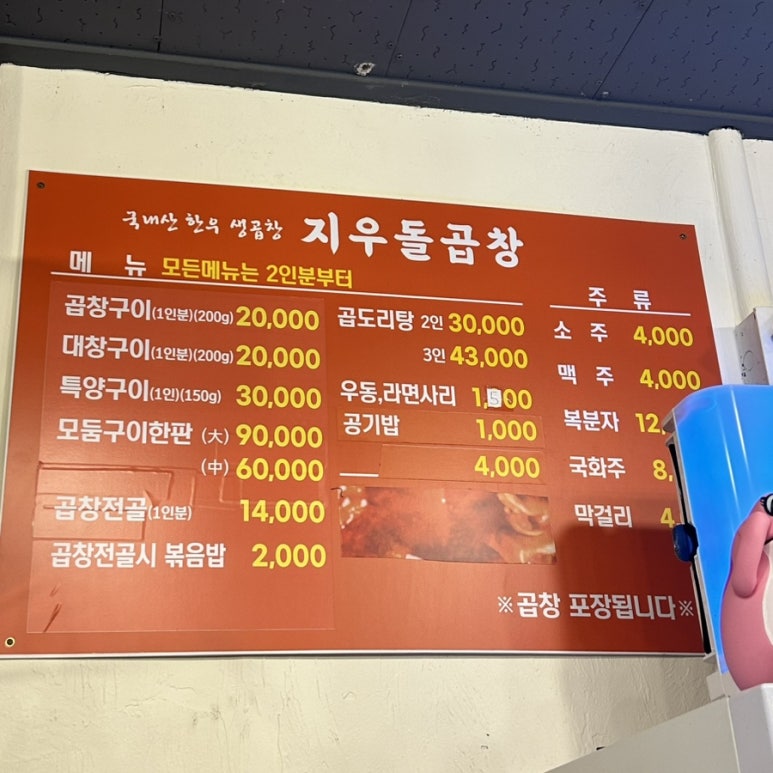 국내산 한우 생곱창 지우돌곱창
메 뉴 모든메뉴는 2인분부터
곱창구이(1인분)(200g) 20,000
대창구이(1인분)(200g) 20,000
특양구이(1인)(150g) 30,000
모둠구이한판 (大) 90,000
(中) 60,000
곱창전골(1인분) 14,000
곱창전골시 볶음밥 2,000
곱도리탕 2인 30,000
3인 43,000
우동,라면사리 1,500
공기밥 1,000
4,000
주 류
소 주 4,000
맥 주 4,000
복분자 12,
국화주 8,
막걸리 4
※곱창 포장됩니다※